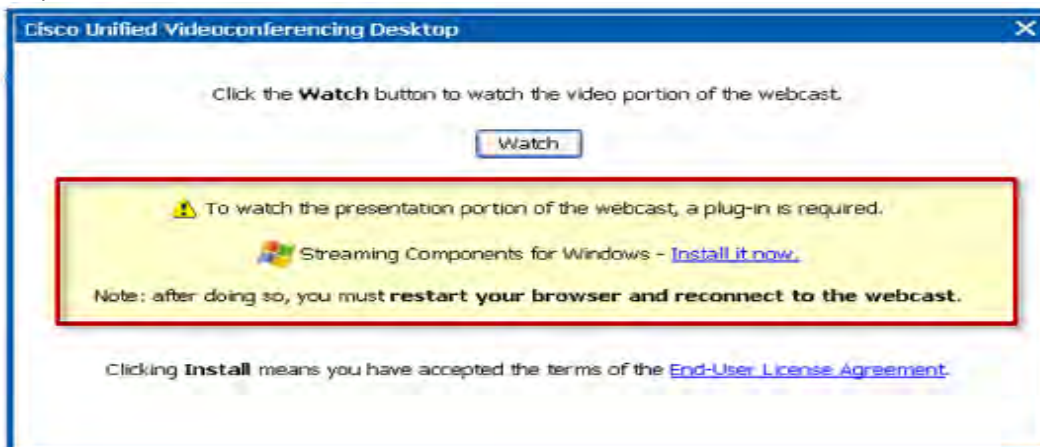 Cisco Unified Videoconferencing Desktop
Click the Watch button to watch the video portion of the webcast.
Watch
To watch the presentation portion of the webcast, a plug-in is required.
Streaming Components for Windows - Install it now.
Note: after doing so, you must restart your browser and reconnect to the webcast.
Clicking Install means you have accepted the terms of the End-User License Agreement.